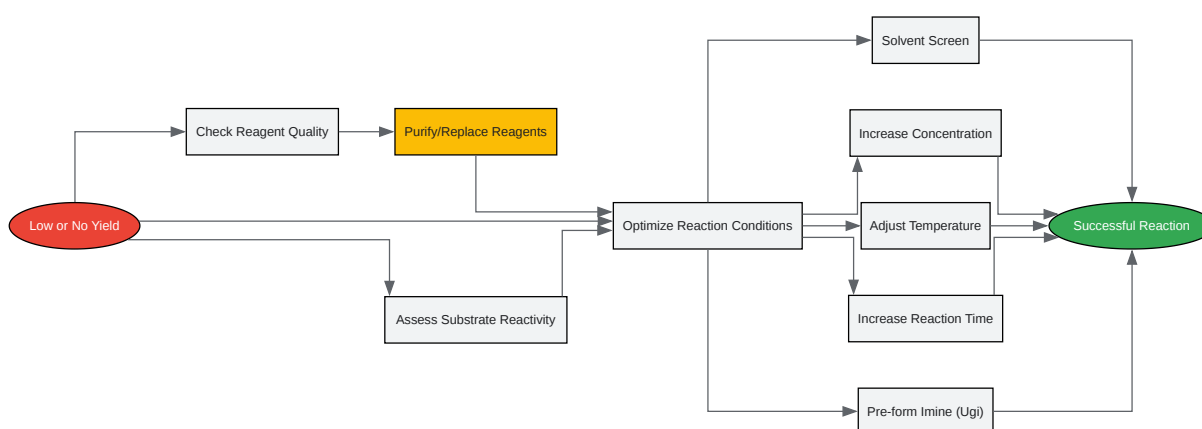 Solvent Screen
Check Reagent Quality
Purify/Replace Reagents
Increase Concentration
Low or No Yield
Optimize Reaction Conditions
Adjust Temperature
Successful Reaction
Assess Substrate Reactivity
Increase Reaction Time
Pre-form Imine (Ugi)